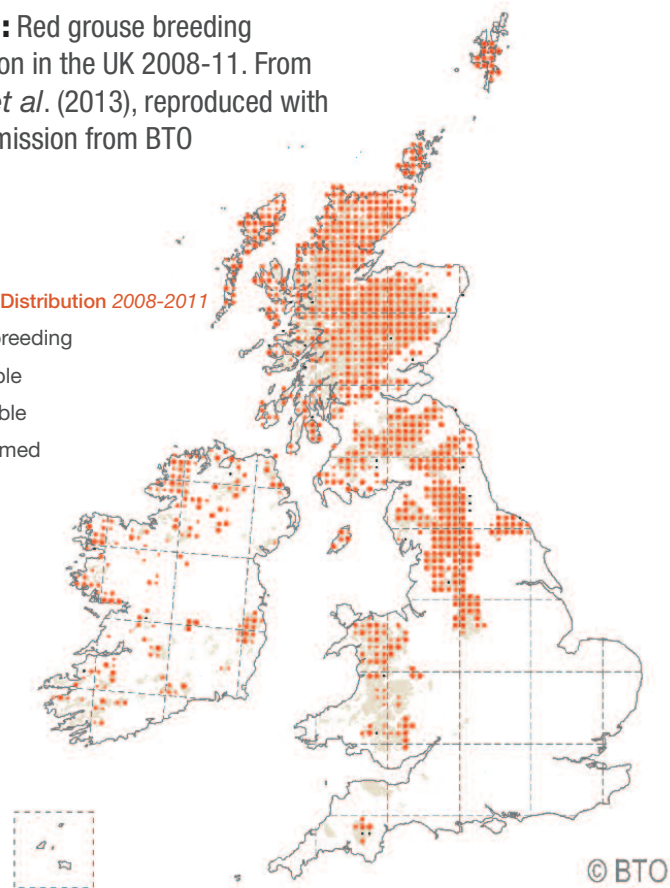 : Red grouse breeding
on in the UK 2008-11. From
et al. (2013), reproduced with
mission from BTO
Distribution 2008-2011
reeding
ble
ble
med
© BTO